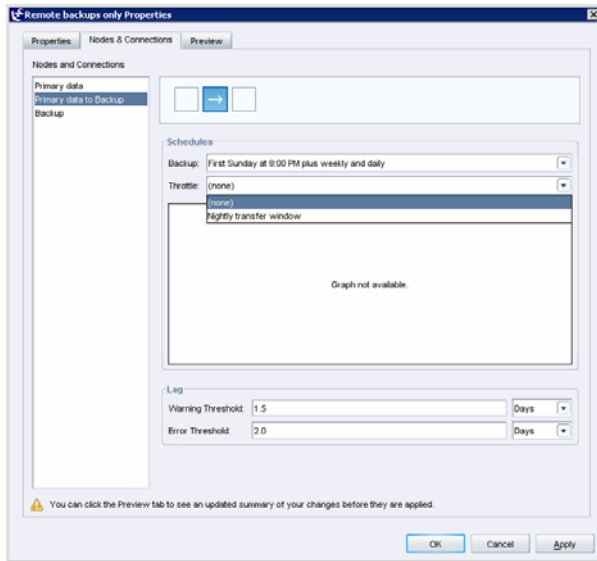 Remote backups only Properties
Properties Nodes & Connections Preview
Nodes and Connections
Primary data
Primary data to Backup
Backup
Schedules
Backup: First Sunday at 8:00 PM plus weekly and daily
Throttle: (none)
(none)
Nightly transfer window
Graph not available.
Lag
Warning Threshold: 1.5 Days
Error Threshold: 2.0 Days
You can click the Preview tab to see an updated summary of your changes before they are applied.
OK Cancel Apply